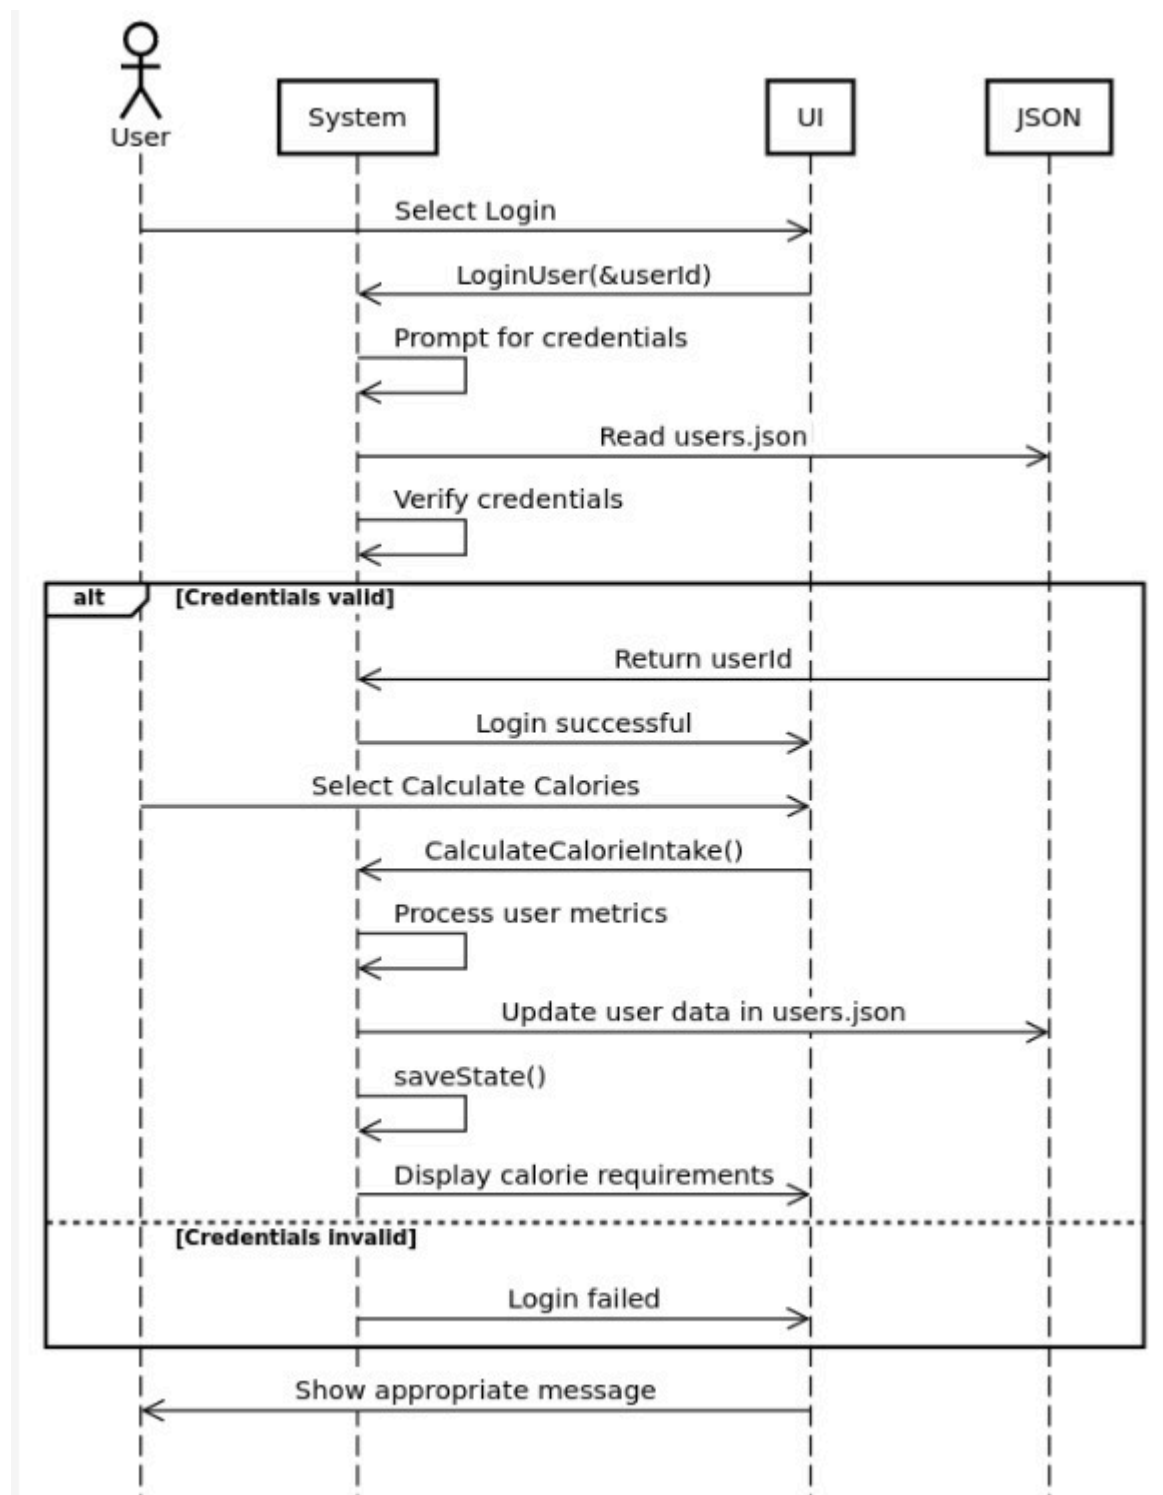 User
System
UI
JSON
Select Login
LoginUser(&userId)
Prompt for credentials
Read users.json
Verify credentials
alt
[Credentials valid]
Return userId
Login successful
Select Calculate Calories
CalculateCalorieIntake()
Process user metrics
Update user data in users.json
saveState()
Display calorie requirements
[Credentials invalid]
Login failed
Show appropriate message